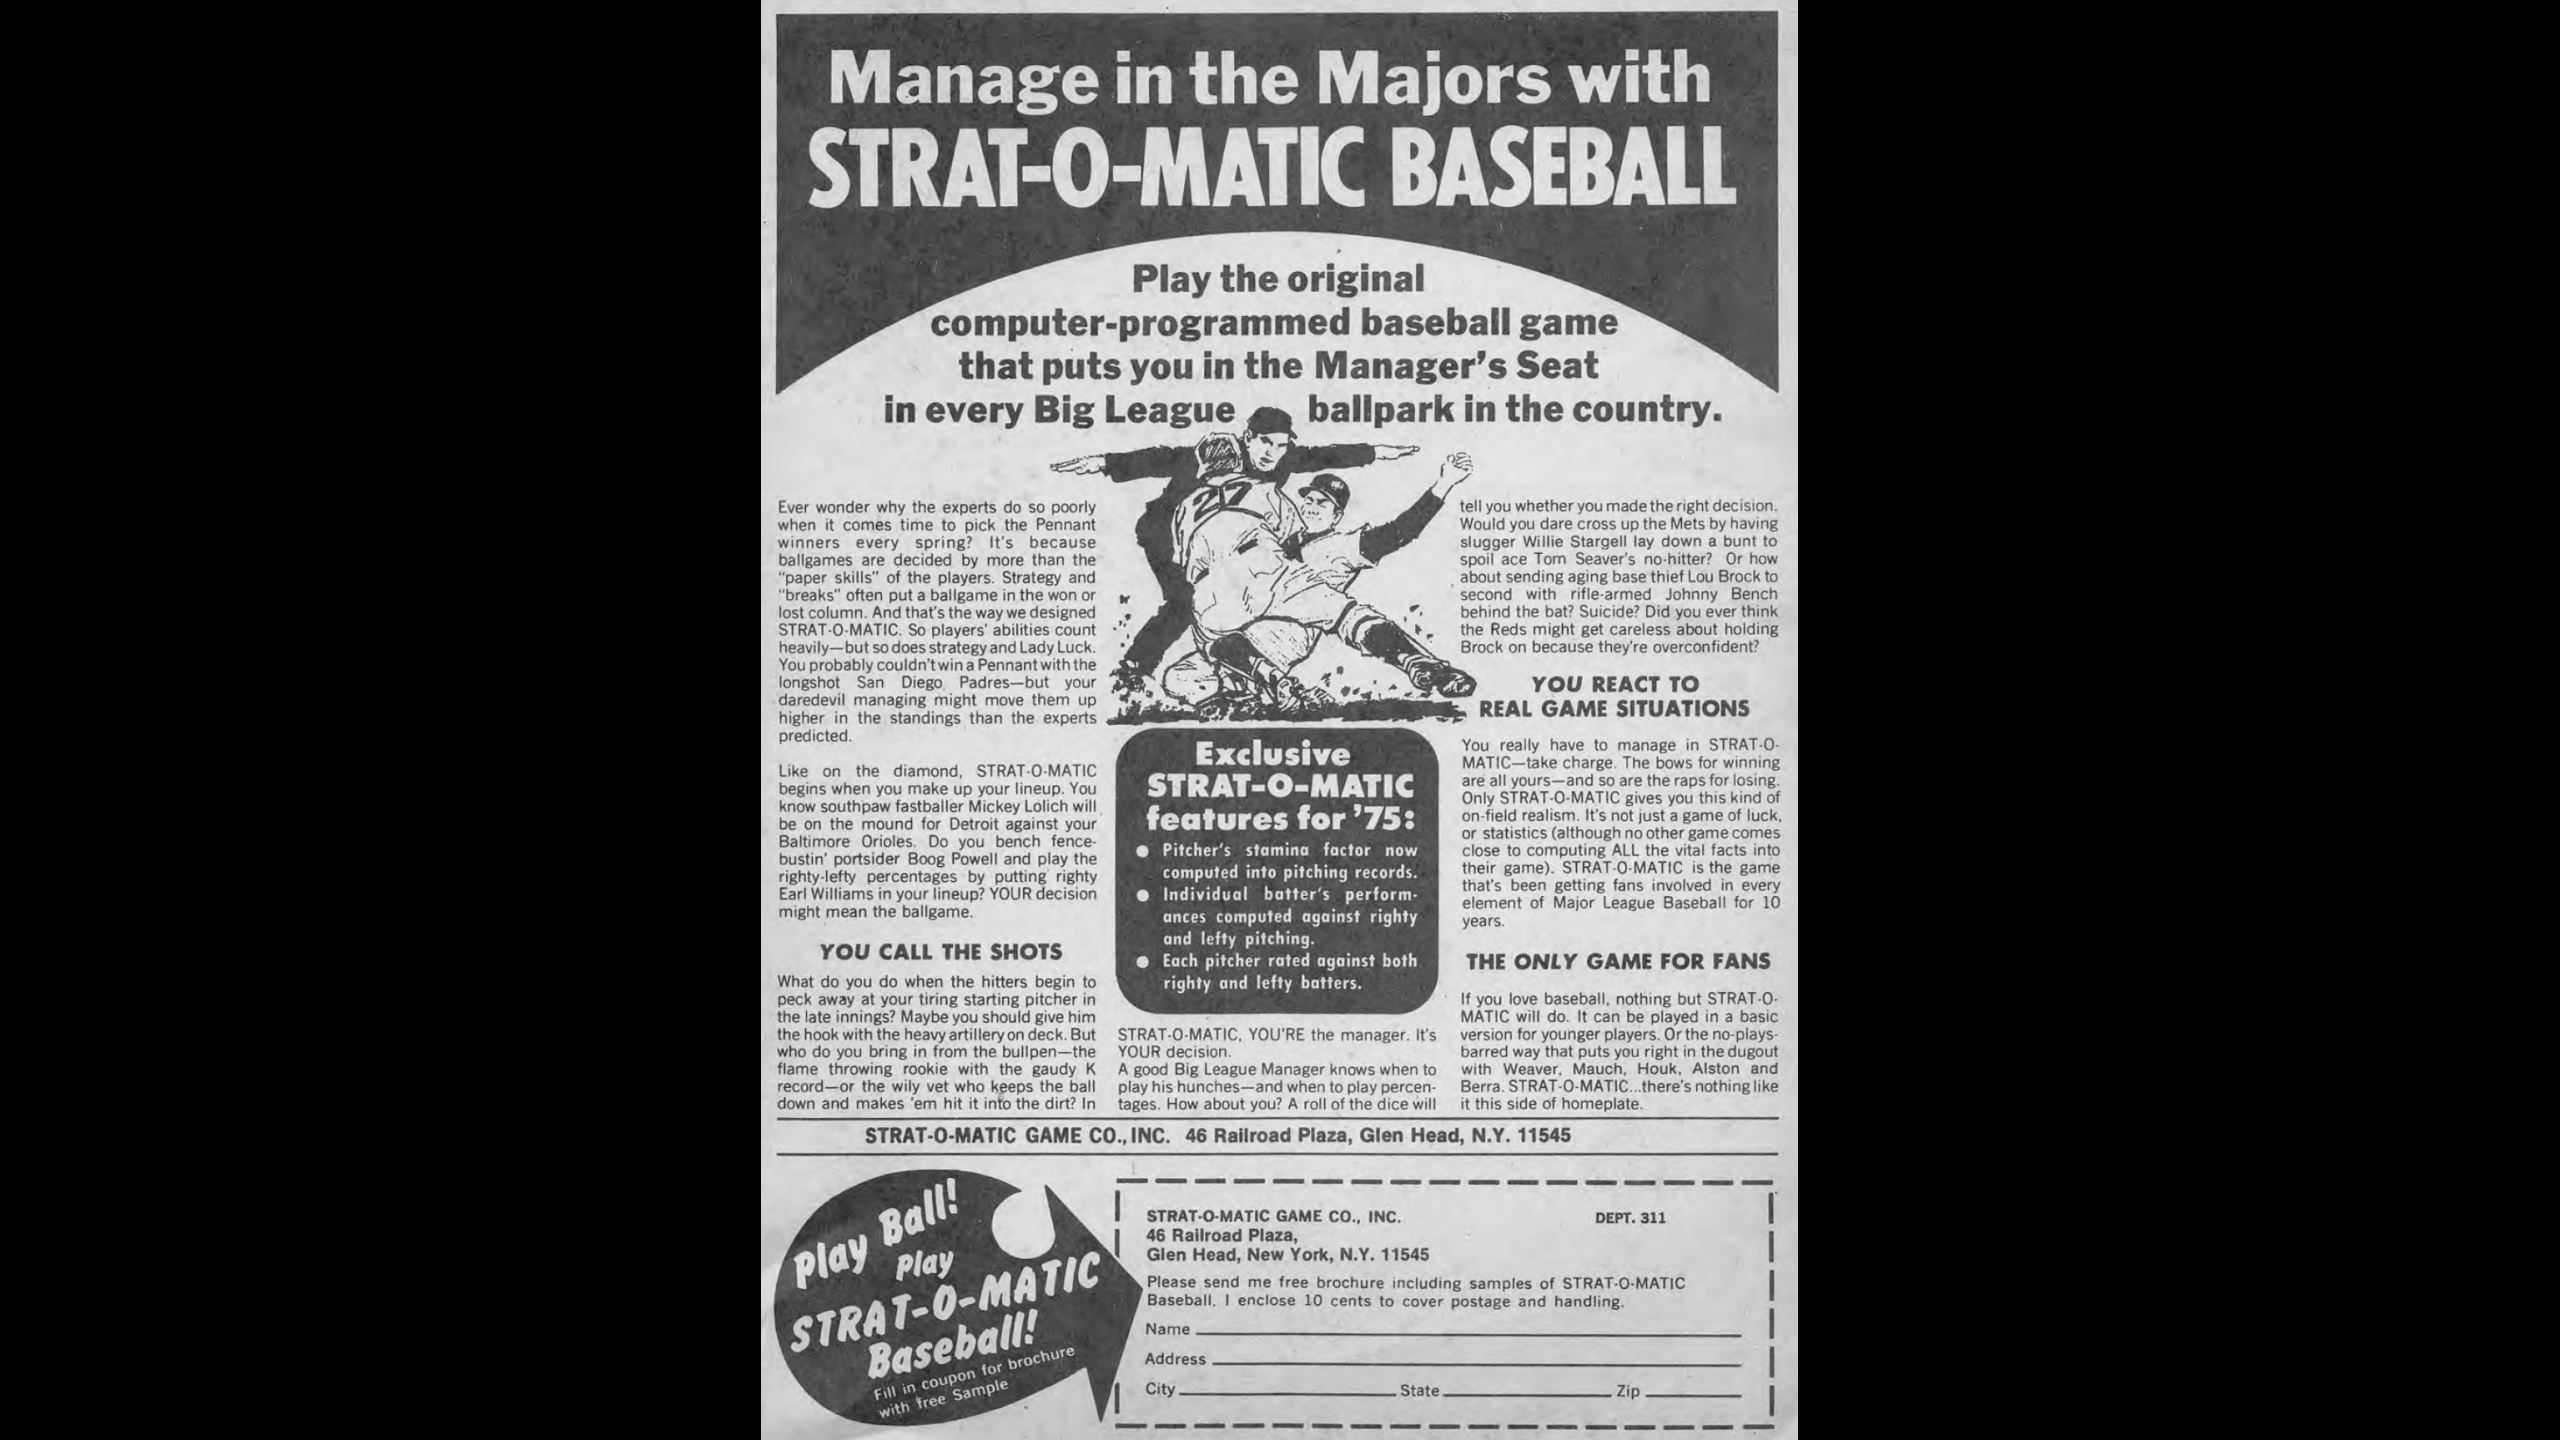 Manage in the Majors with
STRAT-O-MATIC BASEBALL
Play the original
computer-programmed baseball game
that puts you in the Manager's Seat
in every Big League ballpark in the country.
27
Ever wonder why the experts do so poorly
when it comes time to pick the Pennant
winners every spring? It's because
ballgames are decided by more than the
"paper skills" of the players. Strategy and
"breaks" often put a ballgame in the won or
lost column. And that's the way we designed
STRAT-O-MATIC. So players' abilities count
heavily—but so does strategy and Lady Luck.
You probably couldn't win a Pennant with the
longshot San Diego Padres—but your
daredevil managing might move them up
higher in the standings than the experts
predicted.
Like on the diamond, STRAT-O-MATIC
begins when you make up your lineup. You
know southpaw fastballer Mickey Lolich will
be on the mound for Detroit against your
Baltimore Orioles. Do you bench fence-
bustin' portsider Boog Powell and play the
righty-lefty percentages by putting righty
Earl Williams in your lineup? YOUR decision
might mean the ballgame.
YOU CALL THE SHOTS
What do you do when the hitters begin to
peck away at your tiring starting pitcher in
the late innings? Maybe you should give him
the hook with the heavy artillery on deck. But
who do you bring in from the bullpen—the
flame throwing rookie with the gaudy K
record—or the wily vet who keeps the ball
down and makes 'em hit it into the dirt? In
Exclusive
STRAT-O-MATIC
features for '75:
● Pitcher's stamina factor now
computed into pitching records.
● Individual batter's perform-
ances computed against righty
and lefty pitching.
● Each pitcher rated against both
righty and lefty batters.
STRAT-O-MATIC, YOU'RE the manager. It's
YOUR decision.
A good Big League Manager knows when to
play his hunches—and when to play percen-
tages. How about you? A roll of the dice will
tell you whether you made the right decision.
Would you dare cross up the Mets by having
slugger Willie Stargell lay down a bunt to
spoil ace Tom Seaver's no-hitter? Or how
about sending aging base thief Lou Brock to
second with rifle-armed Johnny Bench
behind the bat? Suicide? Did you ever think
the Reds might get careless about holding
Brock on because they're overconfident?
YOU REACT TO
REAL GAME SITUATIONS
You really have to manage in STRAT-O-
MATIC—take charge. The bows for winning
are all yours—and so are the raps for losing.
Only STRAT-O-MATIC gives you this kind of
on-field realism. It's not just a game of luck,
or statistics (although no other game comes
close to computing ALL the vital facts into
their game). STRAT-O-MATIC is the game
that's been getting fans involved in every
element of Major League Baseball for 10
years.
THE ONLY GAME FOR FANS
If you love baseball, nothing but STRAT-O-
MATIC will do. It can be played in a basic
version for younger players. Or the no-plays-
barred way that puts you right in the dugout
with Weaver, Mauch, Houk, Alston and
Berra. STRAT-O-MATIC...there's nothing like
it this side of homeplate.
STRAT-O-MATIC GAME CO., INC. 46 Railroad Plaza, Glen Head, N.Y. 11545
Play Ball!
Play
STRAT-O-MATIC
Baseball!
Fill in coupon for brochure
with free Sample
STRAT-O-MATIC GAME CO., INC. DEPT. 311
46 Railroad Plaza,
Glen Head, New York, N.Y. 11545
Please send me free brochure including samples of STRAT-O-MATIC
Baseball. I enclose 10 cents to cover postage and handling.
Name
Address
City State Zip